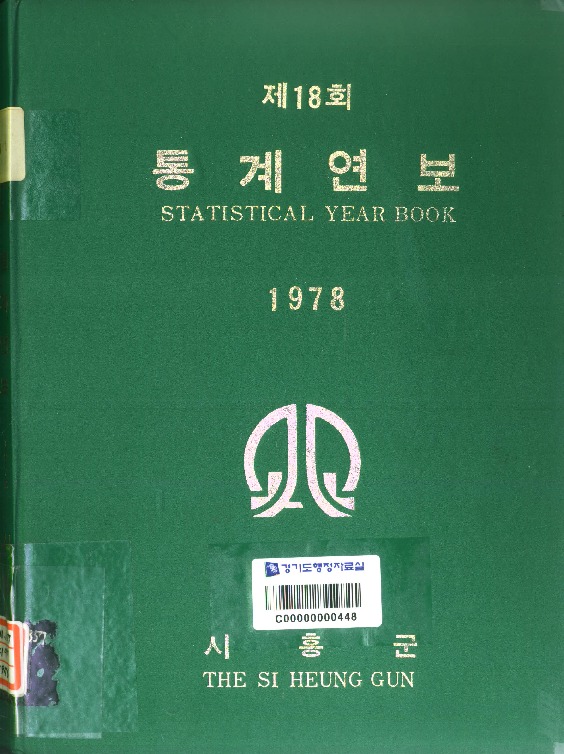 제18회
통계연보
STATISTICAL YEAR BOOK
1978
경기도행정자료실
C00000000448
시흥군
THE SI HEUNG GUN